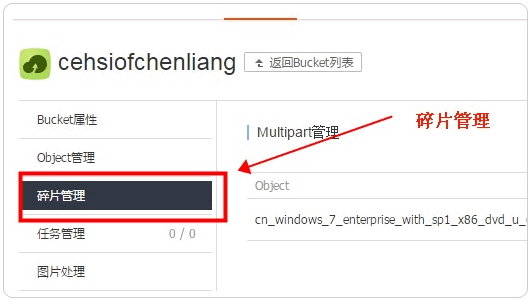 cehsiofchenliang 返回Bucket列表
Bucket属性
Object管理
碎片管理
任务管理 0 / 0
图片处理
Multipart管理
碎片管理
Object
cn_windows_7_enterprise_with_sp1_x86_dvd_u_